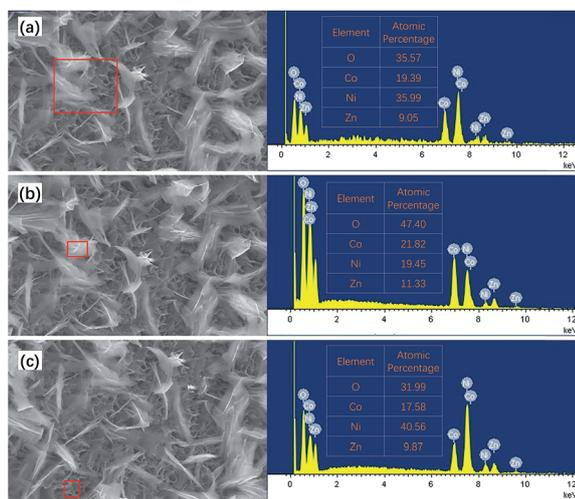 (a)
Element Atomic Percentage
O 35.57
Co 19.39
Ni 35.99
Zn 9.05
O
Co
Ni
Zn
Co
Ni
Co
Ni
Zn
Zn
0 2 4 6 8 10 12
keV
(b)
Element Atomic Percentage
O 47.40
Co 21.82
Ni 19.45
Zn 11.33
O
Ni
Zn
Co
Co
Ni
Co
Ni
Zn
Zn
0 2 4 6 8 10 12
keV
(c)
Element Atomic Percentage
O 31.99
Co 17.58
Ni 40.56
Zn 9.87
O
Co
Ni
Zn
Co
Ni
Co
Ni
Zn
Zn
0 2 4 6 8 10 12
keV